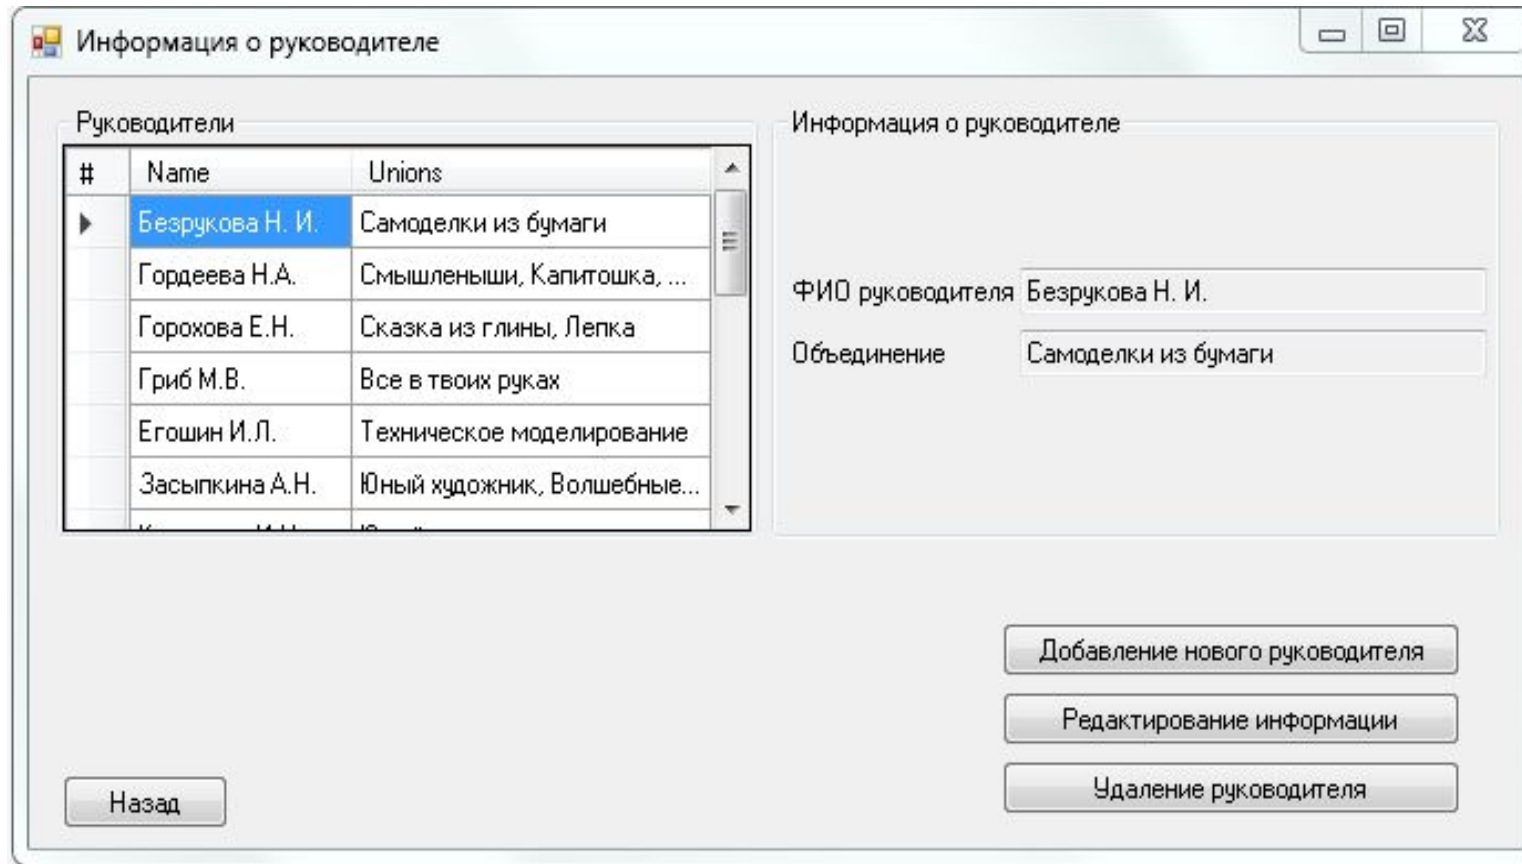 Информация о руководителе
Руководители
# Name Unions
Безрукова Н. И. Самоделки из бумаги
Гордеева Н.А. Смышленыши, Капитошка, ...
Горохова Е.Н. Сказка из глины, Лепка
Гриб М.В. Все в твоих руках
Егошин И.Л. Техническое моделирование
Засыпкина А.Н. Юный художник, Волшебные...
Информация о руководителе
ФИО руководителя Безрукова Н. И.
Объединение Самоделки из бумаги
Добавление нового руководителя
Редактирование информации
Удаление руководителя
Назад